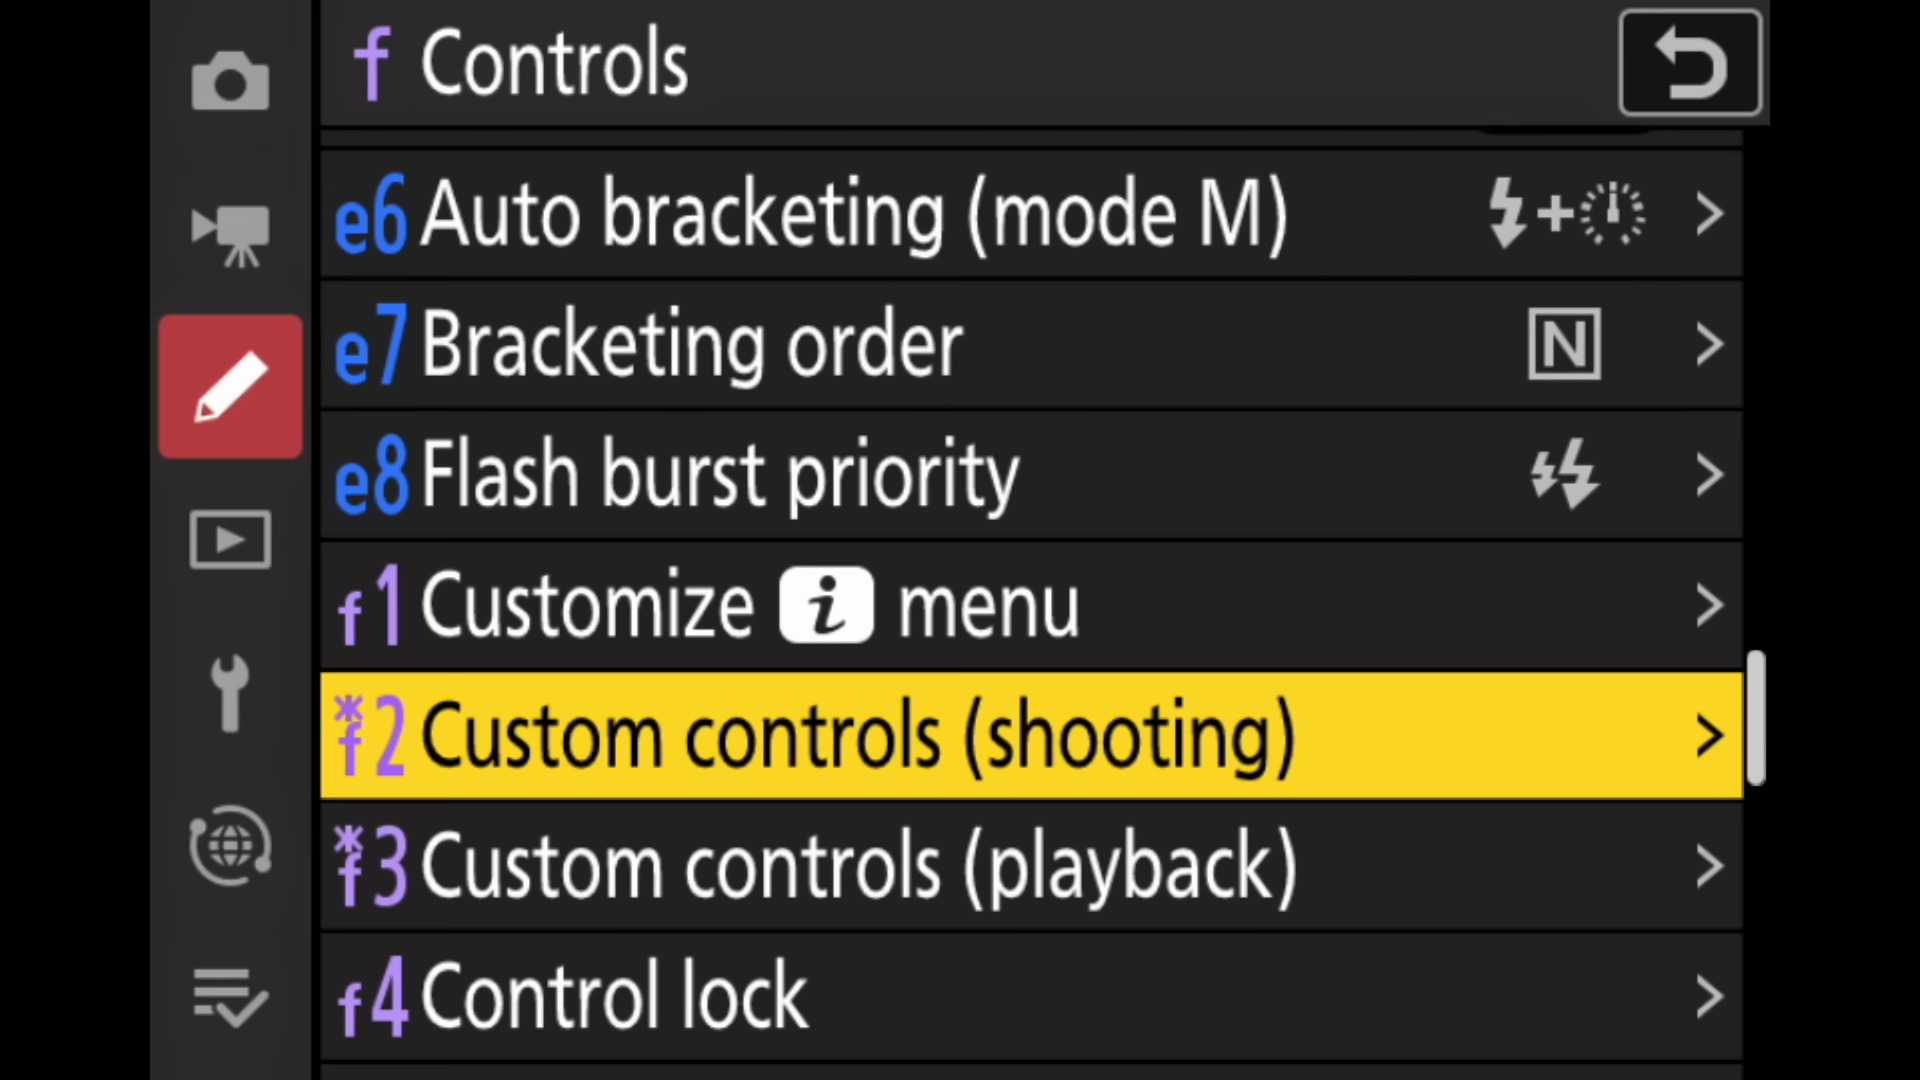 f Controls
e6 Auto bracketing (mode M)
e7 Bracketing order N
e8 Flash burst priority
f1 Customize i menu
*f2 Custom controls (shooting)
*f3 Custom controls (playback)
f4 Control lock